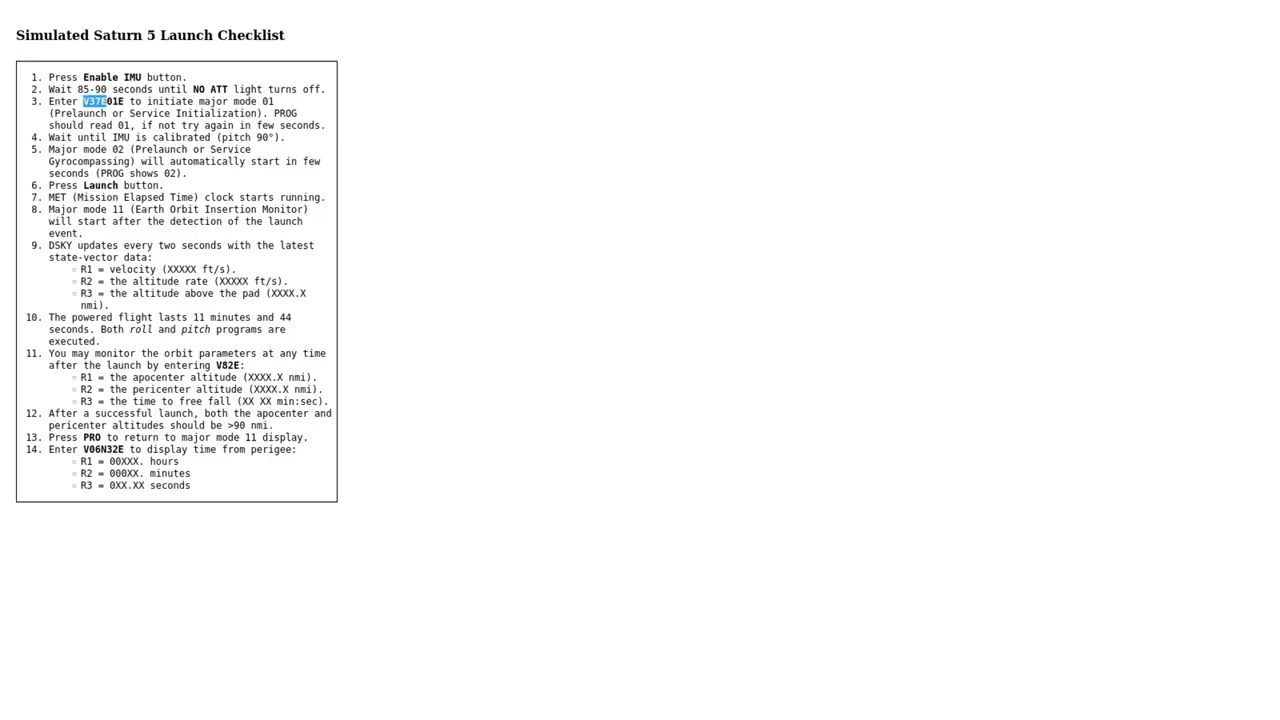 Simulated Saturn 5 Launch Checklist
1. Press Enable IMU button.
2. Wait 85-90 seconds until NO ATT light turns off.
3. Enter V37E01E to initiate major mode 01
(Prelaunch or Service Initialization). PROG
should read 01, if not try again in few seconds.
4. Wait until IMU is calibrated (pitch 90°).
5. Major mode 02 (Prelaunch or Service
Gyrocompassing) will automatically start in few
seconds (PROG shows 02).
6. Press Launch button.
7. MET (Mission Elapsed Time) clock starts running.
8. Major mode 11 (Earth Orbit Insertion Monitor)
will start after the detection of the launch
event.
9. DSKY updates every two seconds with the latest
state-vector data:
◦ R1 = velocity (XXXXX ft/s).
◦ R2 = the altitude rate (XXXXX ft/s).
◦ R3 = the altitude above the pad (XXXX.X
nmi).
10. The powered flight lasts 11 minutes and 44
seconds. Both roll and pitch programs are
executed.
11. You may monitor the orbit parameters at any time
after the launch by entering V82E:
◦ R1 = the apocenter altitude (XXXX.X nmi).
◦ R2 = the pericenter altitude (XXXX.X nmi).
◦ R3 = the time to free fall (XX XX min:sec).
12. After a successful launch, both the apocenter and
pericenter altitudes should be >90 nmi.
13. Press PRO to return to major mode 11 display.
14. Enter V06N32E to display time from perigee:
◦ R1 = 00XXX. hours
◦ R2 = 000XX. minutes
◦ R3 = 0XX.XX seconds